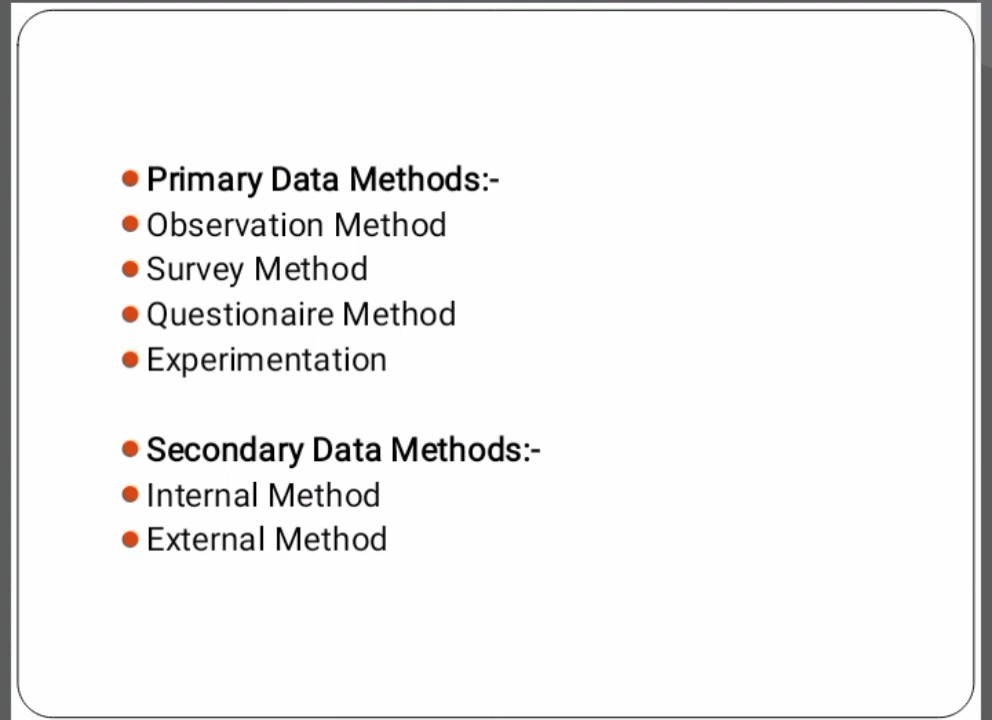 Primary Data Methods:-
Observation Method
Survey Method
Questionaire Method
Experimentation
Secondary Data Methods:-
Internal Method
External Method